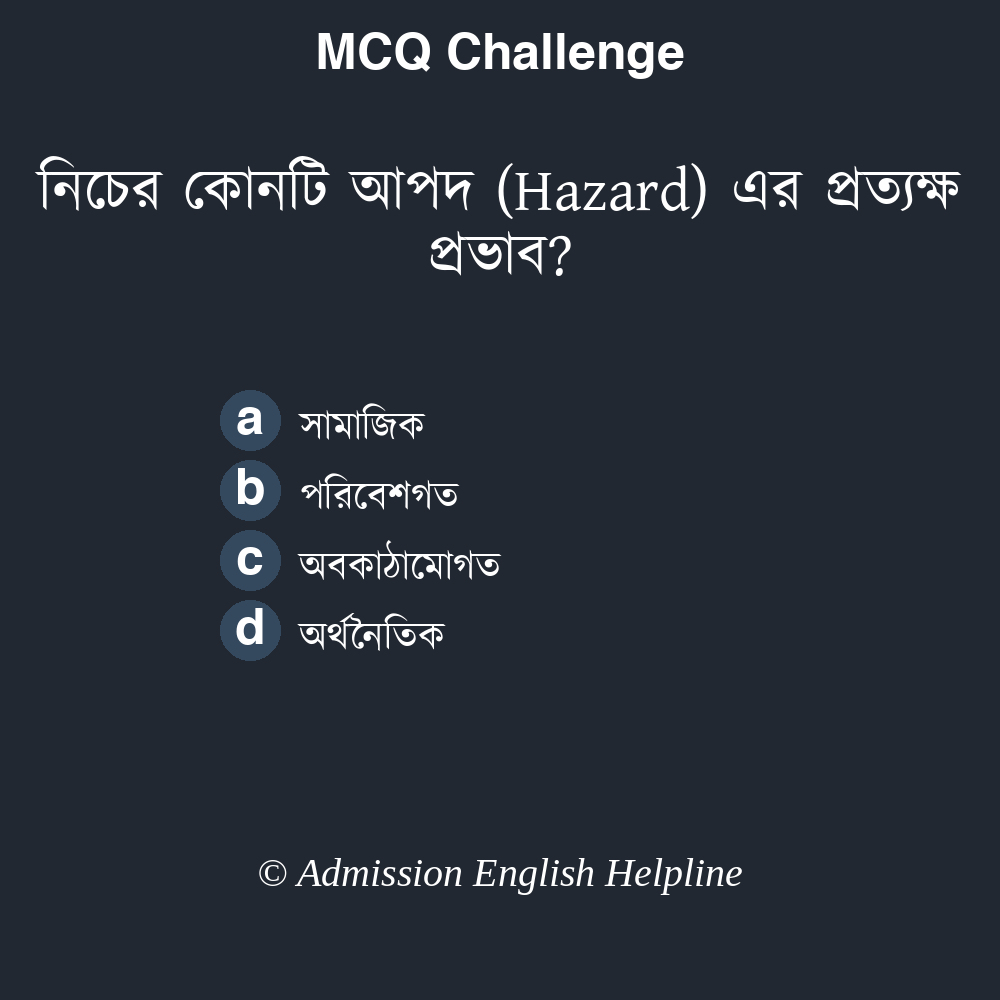 MCQ Challenge
নিচের কোনটি আপদ (Hazard) এর প্রত্যক্ষ
প্রভাব?
a সামাজিক
b পরিবেশগত
c অবকাঠামোগত
d অর্থনৈতিক
© Admission English Helpline